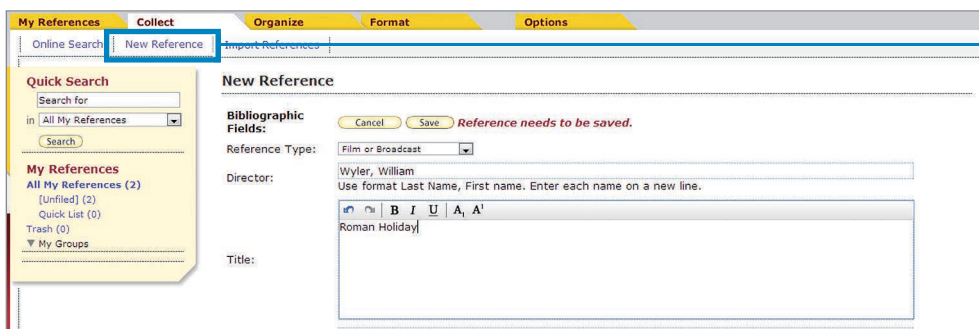 My References Collect Organize Format Options
Online Search New Reference Import References
Quick Search
Search for
in All My References
Search
My References
All My References (2)
[Unfiled] (2)
Quick List (0)
Trash (0)
▼ My Groups
New Reference
Bibliographic Fields: Cancel Save Reference needs to be saved.
Reference Type: Film or Broadcast
Director: Wyler, William
Use format Last Name, First name. Enter each name on a new line.
B I U A₁ A¹
Title: Roman Holiday